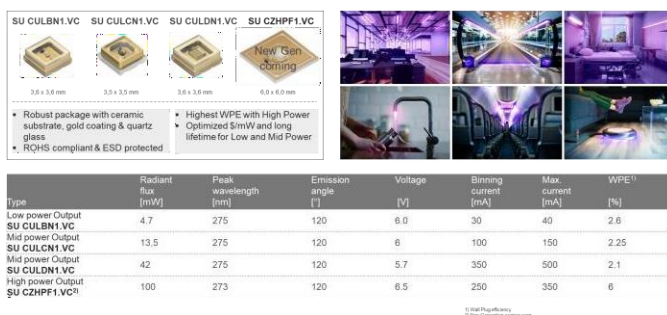 SU CULBN1.VC SU CULCN1.VC SU CULDN1.VC SU CZHPF1.VC
New Gen
coming
3,6 x 3,6 mm 3,5 x 3,5 mm 3,6 x 3,6 mm 6,0 x 6,0 mm
▪ Robust package with ceramic
substrate, gold coating & quartz
glass
▪ ROHS compliant & ESD protected
▪ Highest WPE with High Power
▪ Optimized $/mW and long
lifetime for Low and Mid Power
Type Radiant flux [mW] Peak wavelength [nm] Emission angle [°] Voltage [V] Binning current [mA] Max. current [mA] WPE1) [%]
Low power Output
SU CULBN1.VC 4.7 275 120 6.0 30 40 2.6
Mid power Output
SU CULCN1.VC 13,5 275 120 6 100 150 2.25
Mid power Output
SU CULDN1.VC 42 275 120 5.7 350 500 2.1
High power Output
SU CZHPF1.VC2) 100 273 120 6.5 250 350 6
1) Wall Plug efficiency